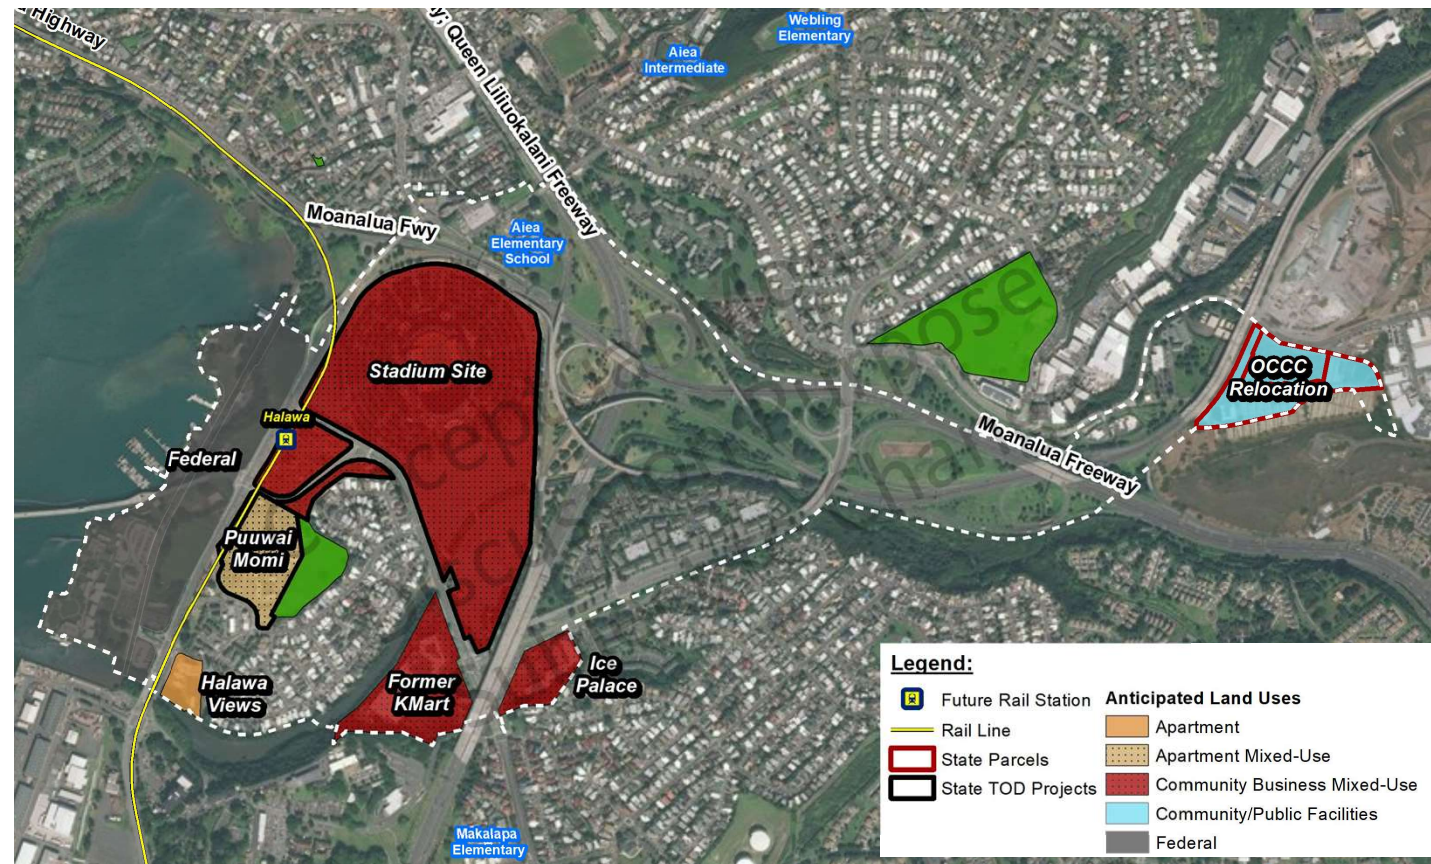 Highway
y; Queen Liliuokalani Freeway
Webling
Elementary
Aiea
Intermediate
Moanalua Fwy
Aiea
Elementary
School
Stadium Site
OCCC
Relocation
Halawa
Moanalua Freeway
Federal
Puuwai
Momi
Halawa
Views
Former
KMart
Ice
Palace
Makalapa
Elementary
Legend:
Future Rail Station
Rail Line
State Parcels
State TOD Projects
Anticipated Land Uses
Apartment
Apartment Mixed-Use
Community Business Mixed-Use
Community/Public Facilities
Federal